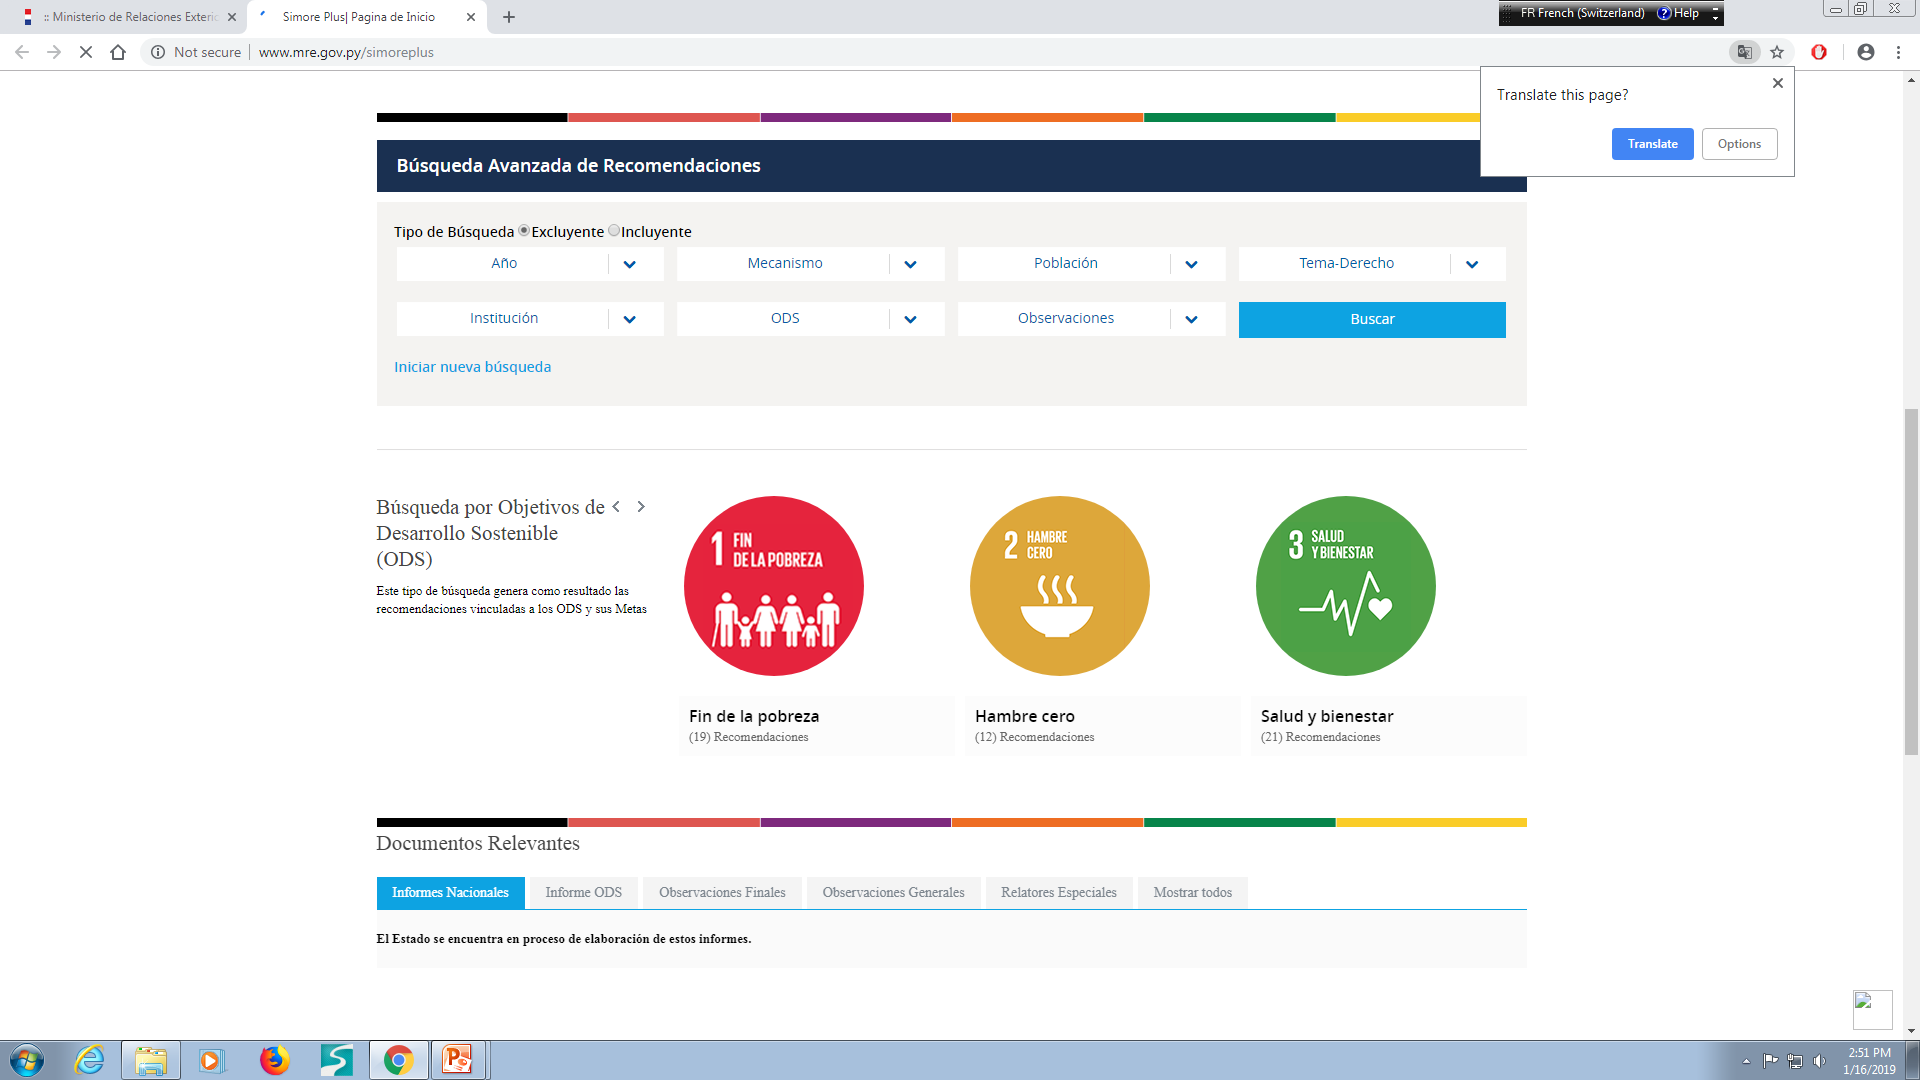 :: Ministerio de Relaciones Exterio
Simore Plus| Pagina de Inicio
FR French (Switzerland)
Help
Not secure
www.mre.gov.py/simoreplus
Translate this page?
Translate
Options
Búsqueda Avanzada de Recomendaciones
Tipo de Búsqueda Excluyente Incluyente
Año
Mecanismo
Población
Tema-Derecho
Institución
ODS
Observaciones
Buscar
Iniciar nueva búsqueda
Búsqueda por Objetivos de
Desarrollo Sostenible
(ODS)
Este tipo de búsqueda genera como resultado las
recomendaciones vinculadas a los ODS y sus Metas
1 FIN
DE LA POBREZA
2 HAMBRE
CERO
3 SALUD
Y BIENESTAR
Fin de la pobreza
(19) Recomendaciones
Hambre cero
(12) Recomendaciones
Salud y bienestar
(21) Recomendaciones
Documentos Relevantes
Informes Nacionales
Informe ODS
Observaciones Finales
Observaciones Generales
Relatores Especiales
Mostrar todos
El Estado se encuentra en proceso de elaboración de estos informes.
2:51 PM
1/16/2019